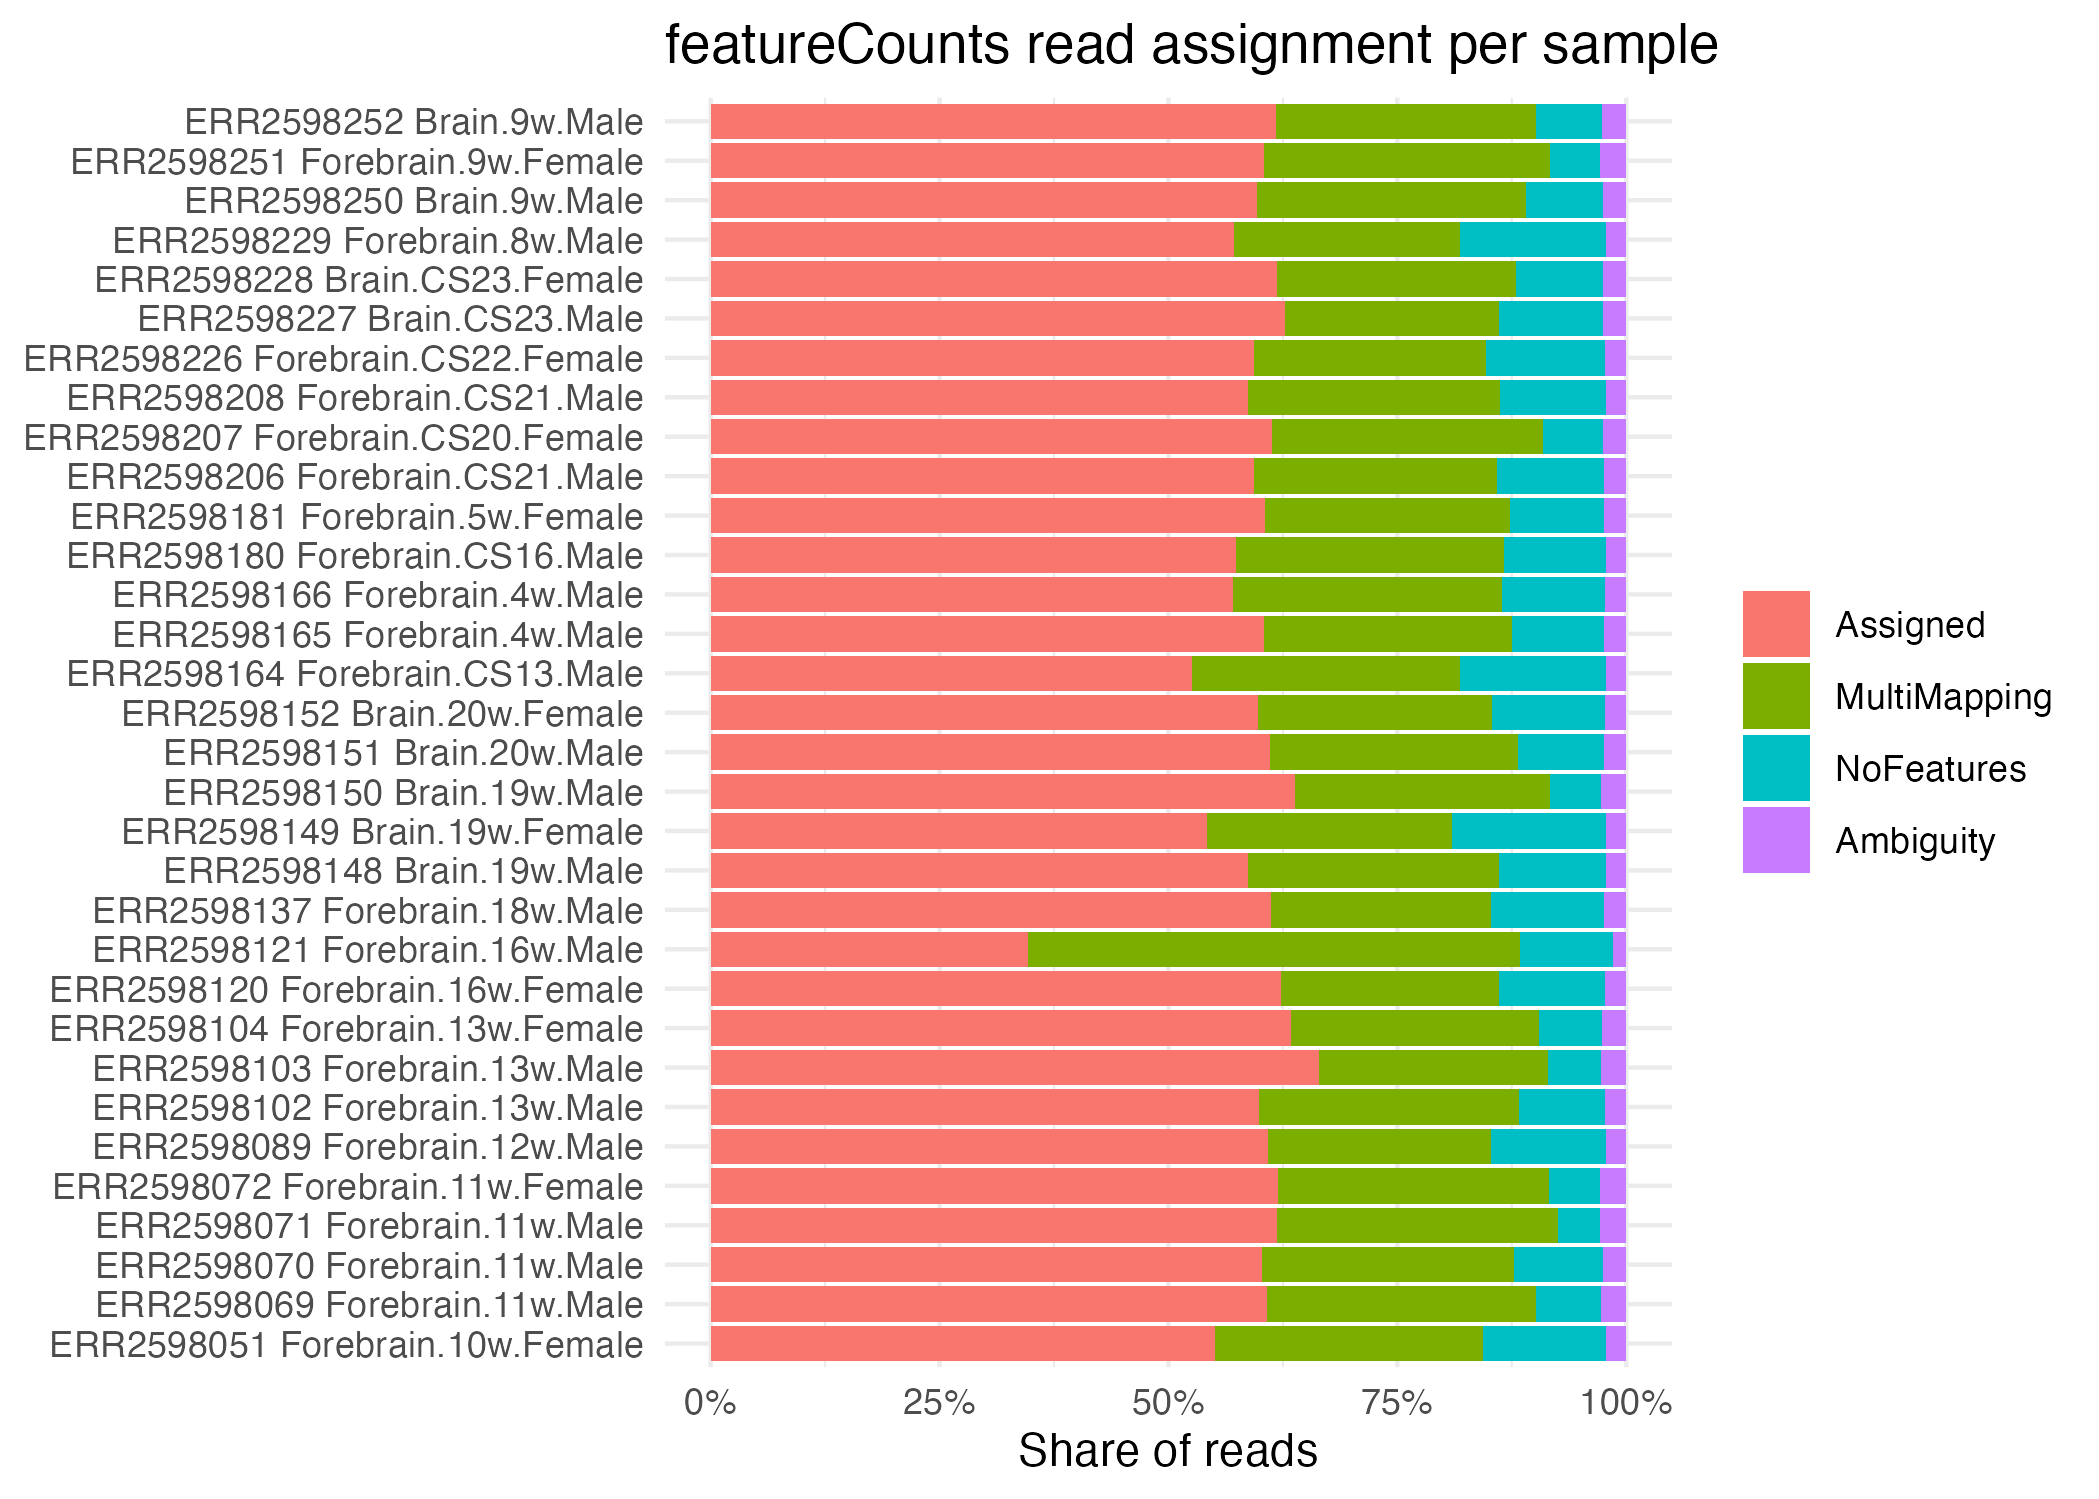 featureCounts read assignment per sample
ERR2598252 Brain.9w.Male
ERR2598251 Forebrain.9w.Female
ERR2598250 Brain.9w.Male
ERR2598229 Forebrain.8w.Male
ERR2598228 Brain.CS23.Female
ERR2598227 Brain.CS23.Male
ERR2598226 Forebrain.CS22.Female
ERR2598208 Forebrain.CS21.Male
ERR2598207 Forebrain.CS20.Female
ERR2598206 Forebrain.CS21.Male
ERR2598181 Forebrain.5w.Female
ERR2598180 Forebrain.CS16.Male
ERR2598166 Forebrain.4w.Male
ERR2598165 Forebrain.4w.Male
ERR2598164 Forebrain.CS13.Male
ERR2598152 Brain.20w.Female
ERR2598151 Brain.20w.Male
ERR2598150 Brain.19w.Male
ERR2598149 Brain.19w.Female
ERR2598148 Brain.19w.Male
ERR2598137 Forebrain.18w.Male
ERR2598121 Forebrain.16w.Male
ERR2598120 Forebrain.16w.Female
ERR2598104 Forebrain.13w.Female
ERR2598103 Forebrain.13w.Male
ERR2598102 Forebrain.13w.Male
ERR2598089 Forebrain.12w.Male
ERR2598072 Forebrain.11w.Female
ERR2598071 Forebrain.11w.Male
ERR2598070 Forebrain.11w.Male
ERR2598069 Forebrain.11w.Male
ERR2598051 Forebrain.10w.Female
0% 25% 50% 75% 100%
Share of reads
Assigned
MultiMapping
NoFeatures
Ambiguity